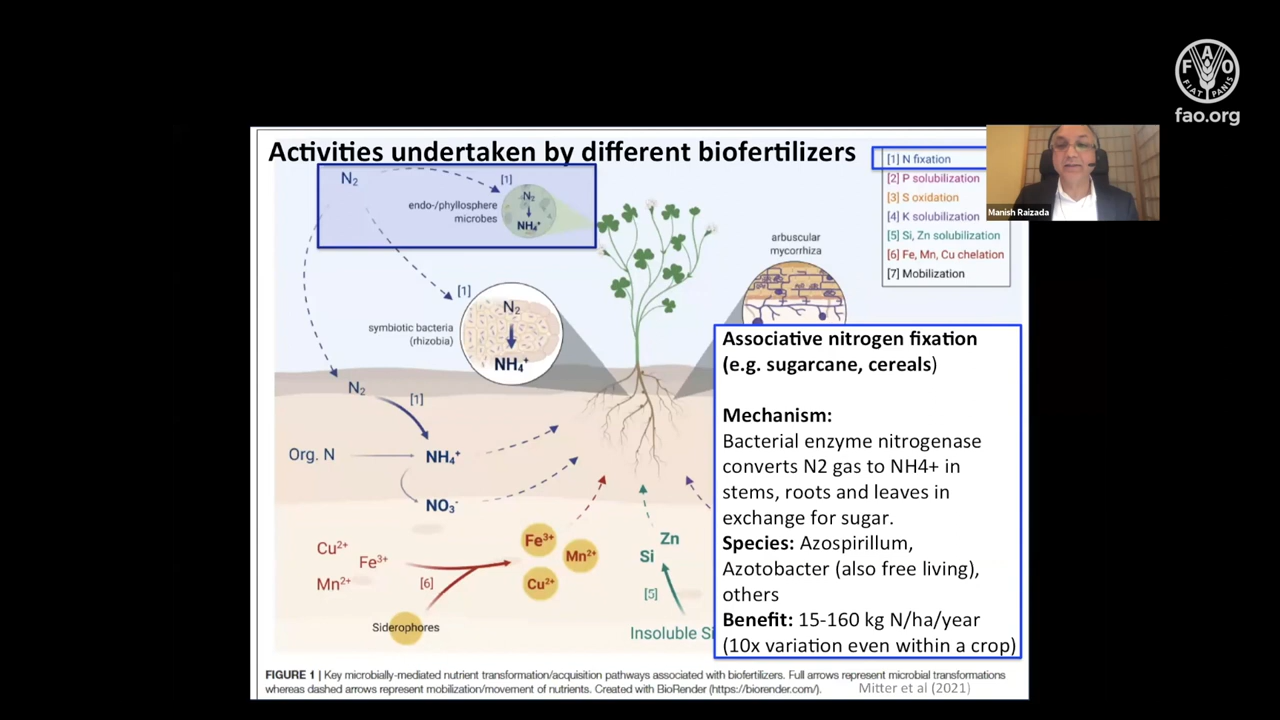 FAO
FIAT PANIS
fao.org
Manish Raizada
Activities undertaken by different biofertilizers
[1] N fixation
[2] P solubilization
[3] S oxidation
[4] K solubilization
[5] Si, Zn solubilization
[6] Fe, Mn, Cu chelation
[7] Mobilization
N₂
[1]
endo-/phyllosphere
microbes
N₂
NH₄⁺
arbuscular
mycorrhiza
[1]
symbiotic bacteria
(rhizobia)
N₂
NH₄⁺
N₂
[1]
Org. N
NH₄⁺
NO₃⁻
Cu²⁺
Fe³⁺
Mn²⁺
[6]
Siderophores
Fe³⁺
Mn²⁺
Cu²⁺
Zn
Si
[5]
Insoluble Si
Associative nitrogen fixation
(e.g. sugarcane, cereals)
Mechanism:
Bacterial enzyme nitrogenase
converts N2 gas to NH4+ in
stems, roots and leaves in
exchange for sugar.
Species: Azospirillum,
Azotobacter (also free living),
others
Benefit: 15-160 kg N/ha/year
(10x variation even within a crop)
FIGURE 1 | Key microbially-mediated nutrient transformation/acquisition pathways associated with biofertilizers. Full arrows represent microbial transformations
whereas dashed arrows represent mobilization/movement of nutrients. Created with BioRender (https://biorender.com/).
Mitter et al (2021)